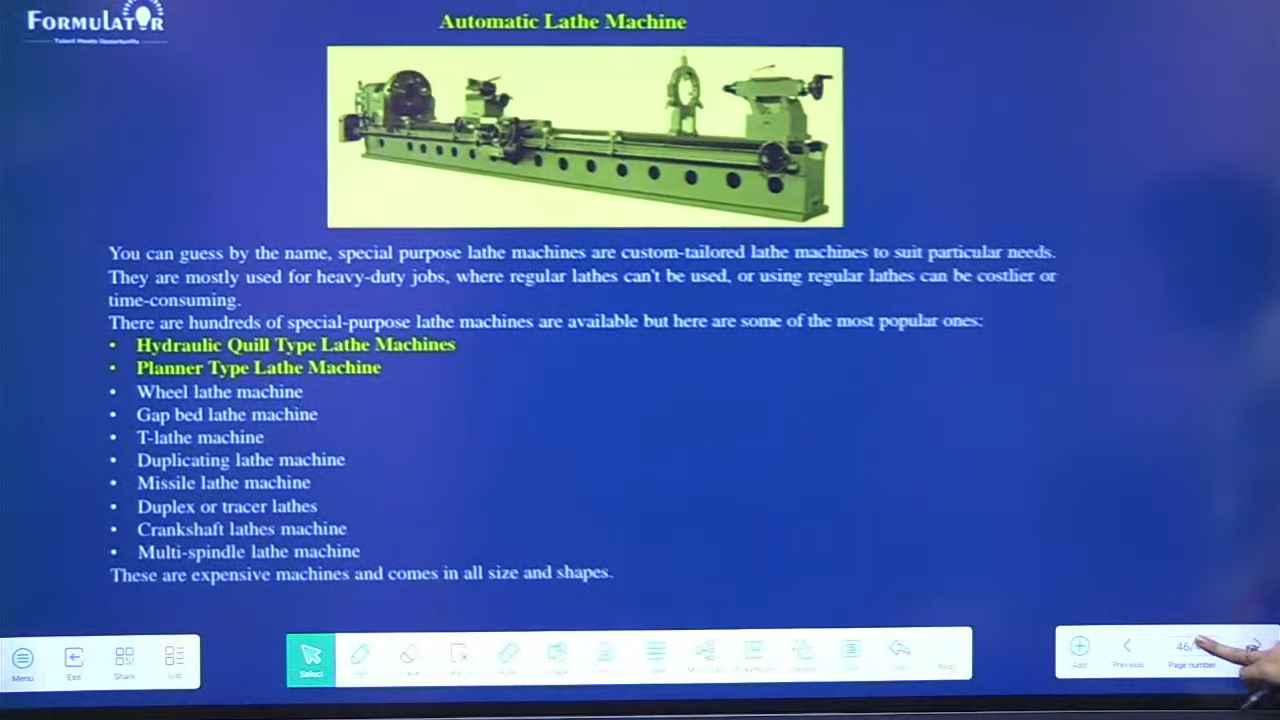 FORMULATOR
Talent Meets Opportunity
Automatic Lathe Machine
You can guess by the name, special purpose lathe machines are custom-tailored lathe machines to suit particular needs.
They are mostly used for heavy-duty jobs, where regular lathes can't be used, or using regular lathes can be costlier or
time-consuming.
There are hundreds of special-purpose lathe machines are available but here are some of the most popular ones:
• Hydraulic Quill Type Lathe Machines
• Planner Type Lathe Machine
• Wheel lathe machine
• Gap bed lathe machine
• T-lathe machine
• Duplicating lathe machine
• Missile lathe machine
• Duplex or tracer lathes
• Crankshaft lathes machine
• Multi-spindle lathe machine
These are expensive machines and comes in all size and shapes.
Menu Exit Share Select Add Previous 46/ Page number